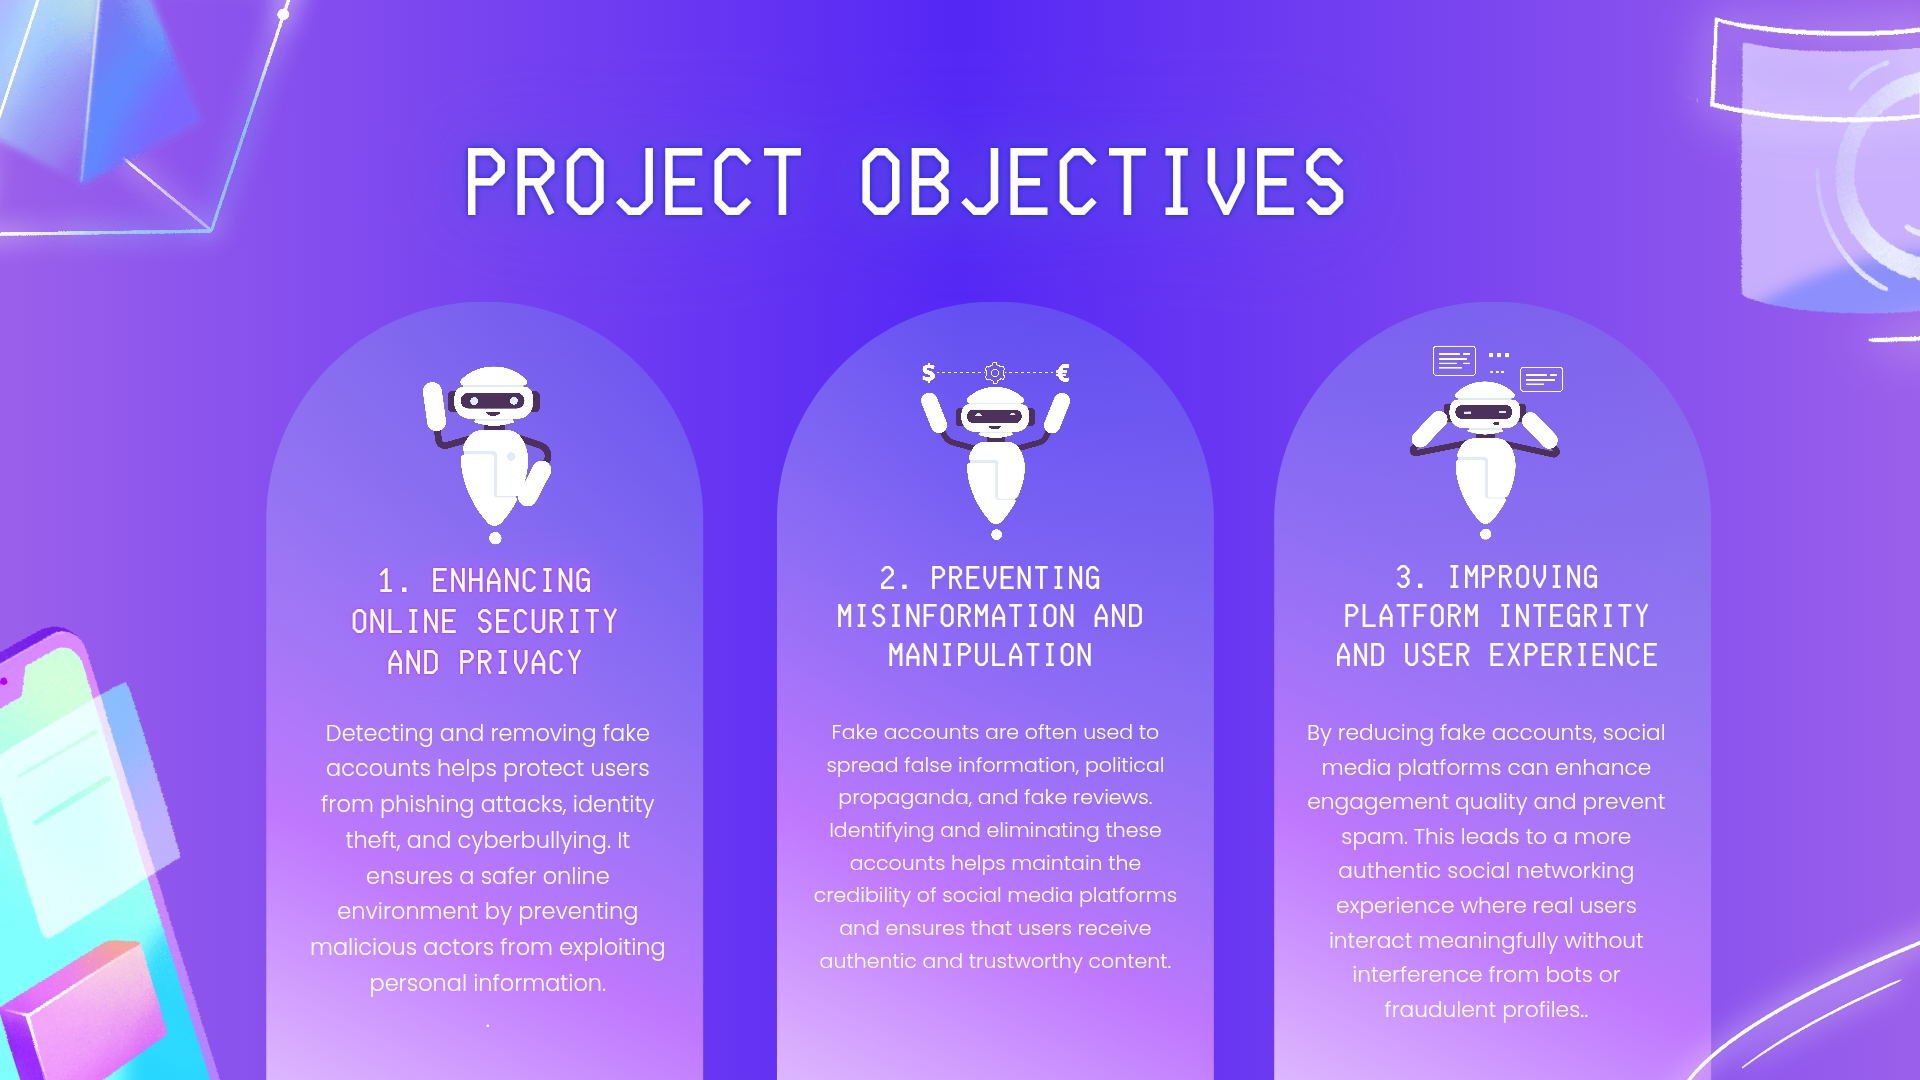 PROJECT OBJECTIVES
$ €
1. ENHANCING
ONLINE SECURITY
AND PRIVACY
Detecting and removing fake
accounts helps protect users
from phishing attacks, identity
theft, and cyberbullying. It
ensures a safer online
environment by preventing
malicious actors from exploiting
personal information.
.
2. PREVENTING
MISINFORMATION AND
MANIPULATION
Fake accounts are often used to
spread false information, political
propaganda, and fake reviews.
Identifying and eliminating these
accounts helps maintain the
credibility of social media platforms
and ensures that users receive
authentic and trustworthy content.
3. IMPROVING
PLATFORM INTEGRITY
AND USER EXPERIENCE
By reducing fake accounts, social
media platforms can enhance
engagement quality and prevent
spam. This leads to a more
authentic social networking
experience where real users
interact meaningfully without
interference from bots or
fraudulent profiles..